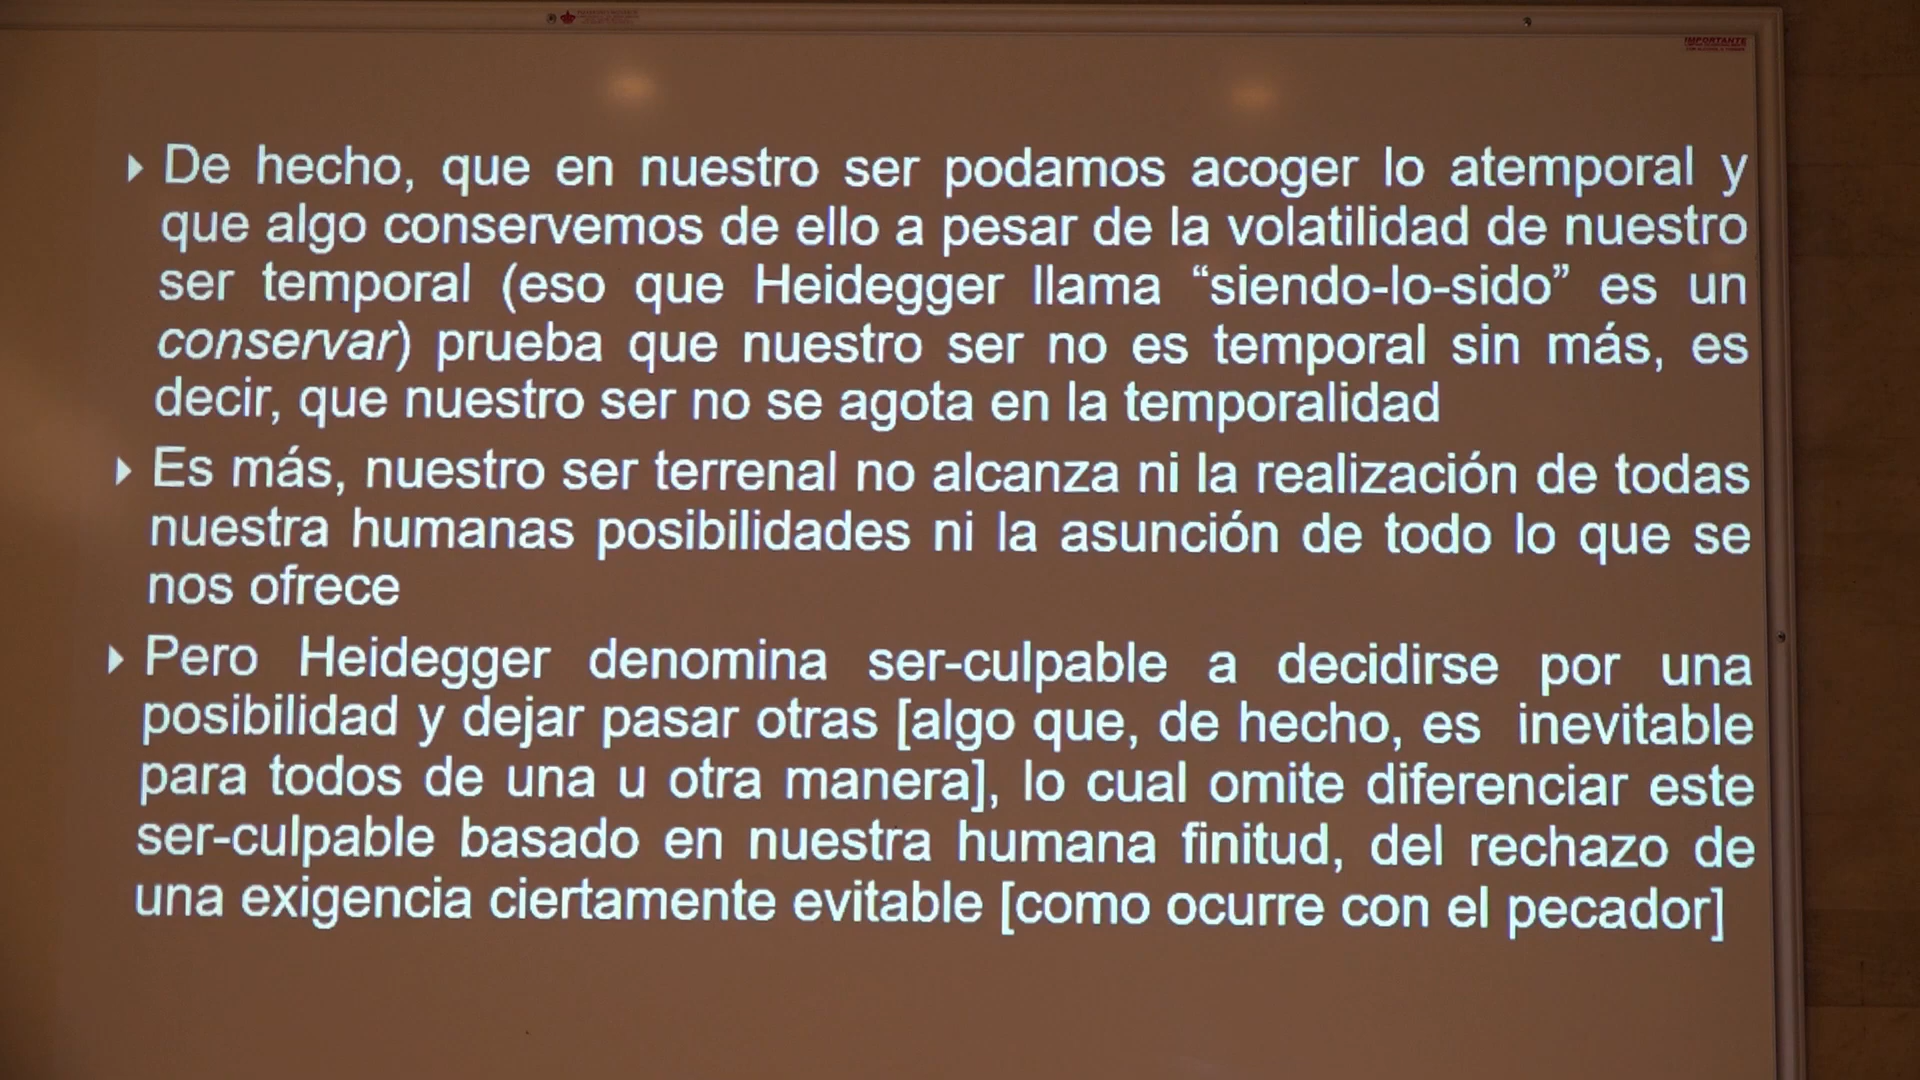 IMPORTANTE
De hecho, que en nuestro ser podamos acoger lo atemporal y
que algo conservemos de ello a pesar de la volatilidad de nuestro
ser temporal (eso que Heidegger llama “siendo-lo-sido” es un
conservar) prueba que nuestro ser no es temporal sin más, es
decir, que nuestro ser no se agota en la temporalidad
Es más, nuestro ser terrenal no alcanza ni la realización de todas
nuestra humanas posibilidades ni la asunción de todo lo que se
nos ofrece
Pero Heidegger denomina ser-culpable a decidirse por una
posibilidad y dejar pasar otras [algo que, de hecho, es inevitable
para todos de una u otra manera], lo cual omite diferenciar este
ser-culpable basado en nuestra humana finitud, del rechazo de
una exigencia ciertamente evitable [como ocurre con el pecador]